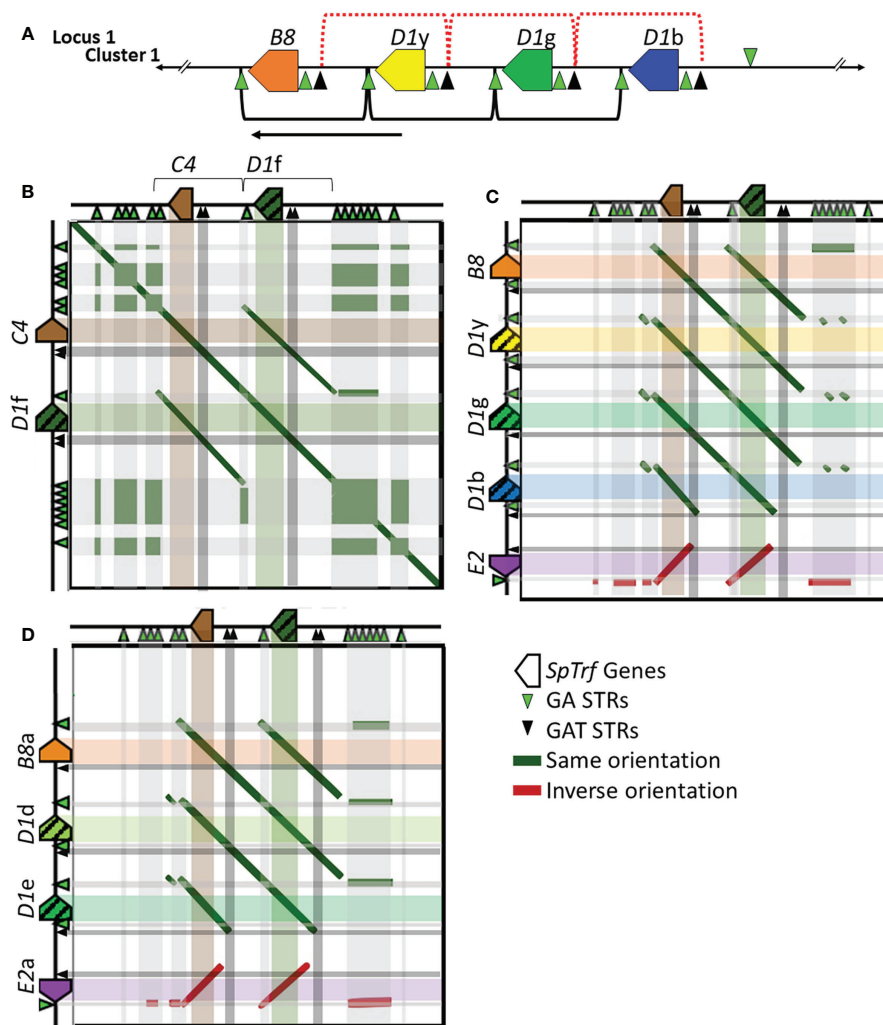 A
Locus 1
Cluster 1
B8
D1y
D1g
D1b
B
C4
D1f
C4
D1f
C
B8
D1y
D1g
D1b
E2
D
B8a
D1d
D1e
E2a
SpTrf Genes
GA STRs
GAT STRs
Same orientation
Inverse orientation